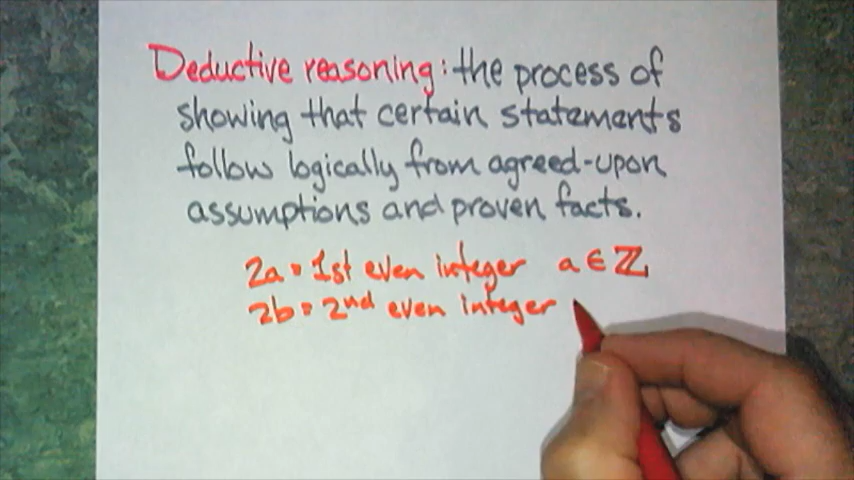 Deductive reasoning: the process of
showing that certain statements
follow logically from agreed-upon
assumptions and proven facts.
2a = 1st even integer a ∈ ℤ
2b = 2nd even integer